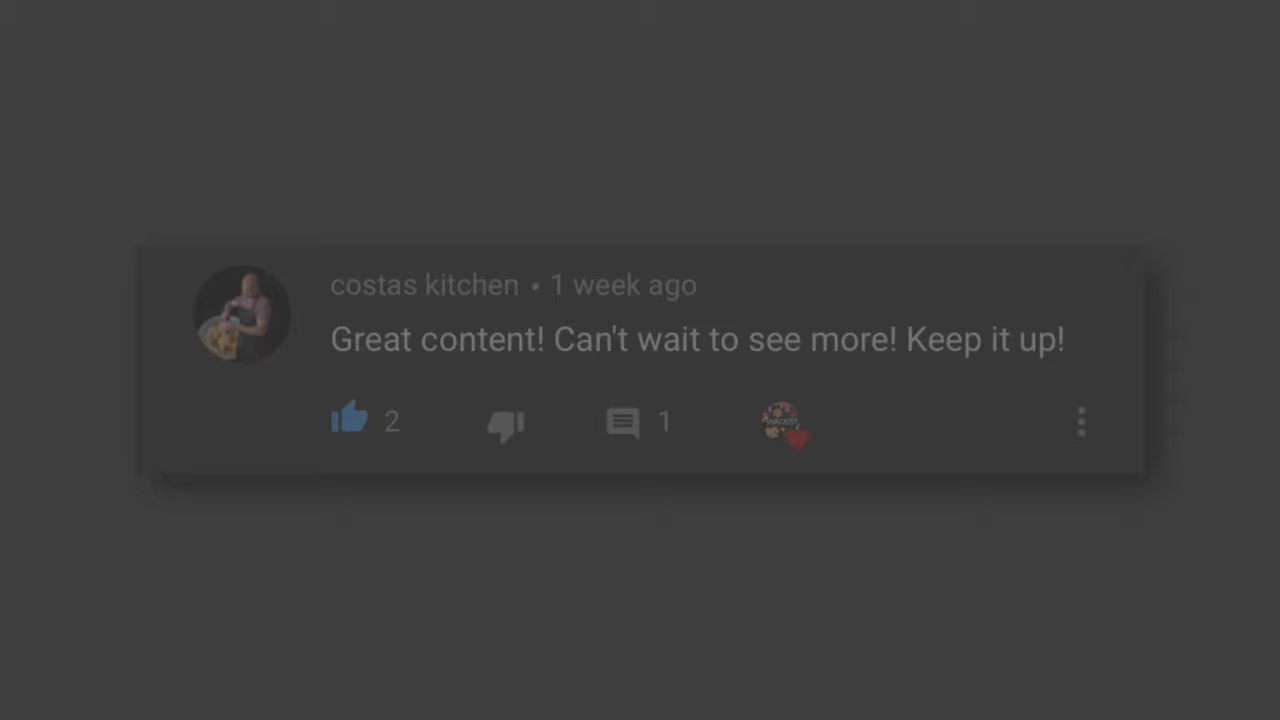 costas kitchen • 1 week ago
Great content! Can't wait to see more! Keep it up!
2 1